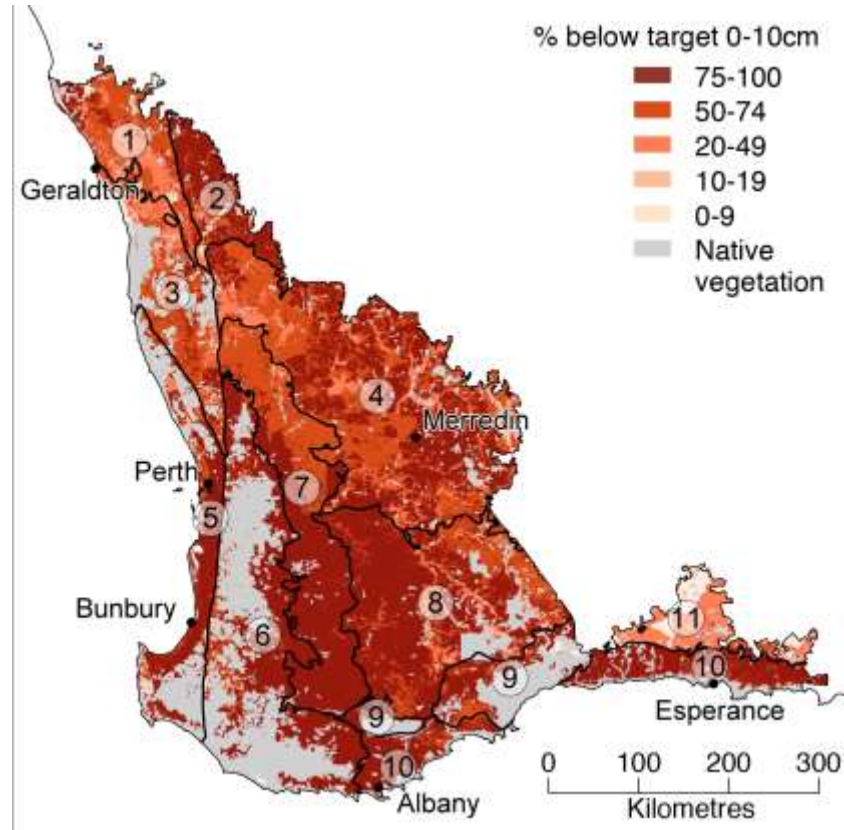 % below target 0-10cm
75-100
50-74
20-49
10-19
0-9
Native
vegetation
1
Geraldton
2
3
4
Merredin
Perth
7
5
Bunbury
8
6
11
9
10
9
Esperance
10
Albany
0 100 200 300
Kilometres